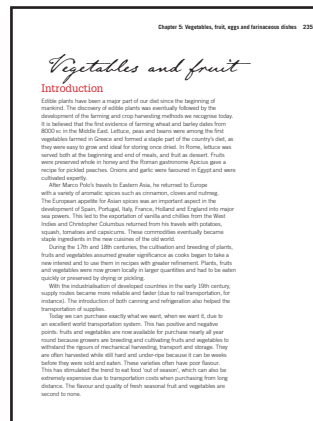 Chapter 5: Vegetables, fruit, eggs and farinaceous dishes 235
Vegetables and fruit
Introduction
Edible plants have been a major part of our diet since the beginning of
mankind. The discovery of edible plants was eventually followed by the
development of the farming and crop harvesting methods we recognise today.
It is believed that the first evidence of farming wheat and barley dates from
8000 BC in the Middle East. Lettuce, peas and beans were among the first
vegetables farmed in Greece and formed a staple part of the country's diet, as
they were easy to grow and ideal for storing once dried. In Rome, lettuce was
served both at the beginning and end of meals, and fruit as dessert. Fruits
were preserved whole in honey and the Roman gastronome Apicius gave a
recipe for pickled peaches. Onions and garlic were favoured in Egypt and were
cultivated expertly.
After Marco Polo's travels to Eastern Asia, he returned to Europe
with a variety of aromatic spices such as cinnamon, cloves and nutmeg.
The European appetite for Asian spices was an important aspect in the
development of Spain, Portugal, Italy, France, Holland and England into major
sea powers. This led to the exportation of vanilla and chillies from the West
Indies and Christopher Columbus returned from his travels with potatoes,
squash, tomatoes and capsicums. These commodities eventually became
staple ingredients in the new cuisines of the old world.
During the 17th and 18th centuries, the cultivation and breeding of plants,
fruits and vegetables assumed greater significance as cooks began to take a
new interest and to use them in recipes with greater refinement. Plants, fruits
and vegetables were now grown locally in larger quantities and had to be eaten
quickly or preserved by drying or pickling.
With the industrialisation of developed countries in the early 19th century,
supply routes became more reliable and faster (due to rail transportation, for
instance). The introduction of both canning and refrigeration also helped the
transportation of supplies.
Today we can purchase exactly what we want, when we want it, due to
an excellent world transportation system. This has positive and negative
points: fruits and vegetables are now available for purchase nearly all year
round because growers are breeding and cultivating fruits and vegetables to
withstand the rigours of mechanical harvesting, transport and storage. They
are often harvested while still hard and under-ripe because it can be weeks
before they were sold and eaten. These varieties often have poor flavour.
This has stimulated the trend to eat food 'out of season', which can also be
extremely expensive due to transportation costs when purchasing from long
distance. The flavour and quality of fresh seasonal fruit and vegetables are
second to none.